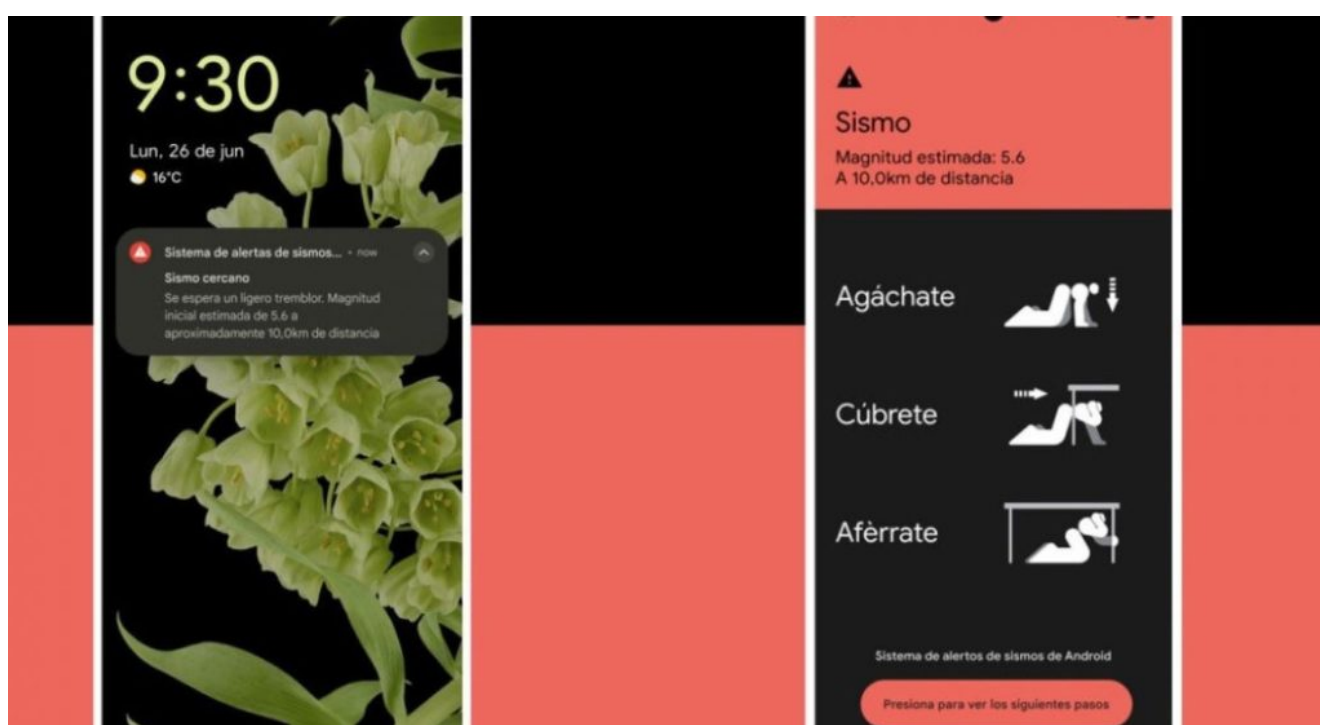 9:30
Lun, 26 de jun
16°C
Sistema de alertas de sismos... • now
Sismo cercano
Se espera un ligero tremblor. Magnitud
inicial estimada de 5.6 a
aproximadamente 10,0km de distancia
Sismo
Magnitud estimada: 5.6
A 10,0km de distancia
Agáchate
Cúbrete
Afèrrate
Sistema de alertos de sismos de Android
Presiona para ver los siguientes pasos